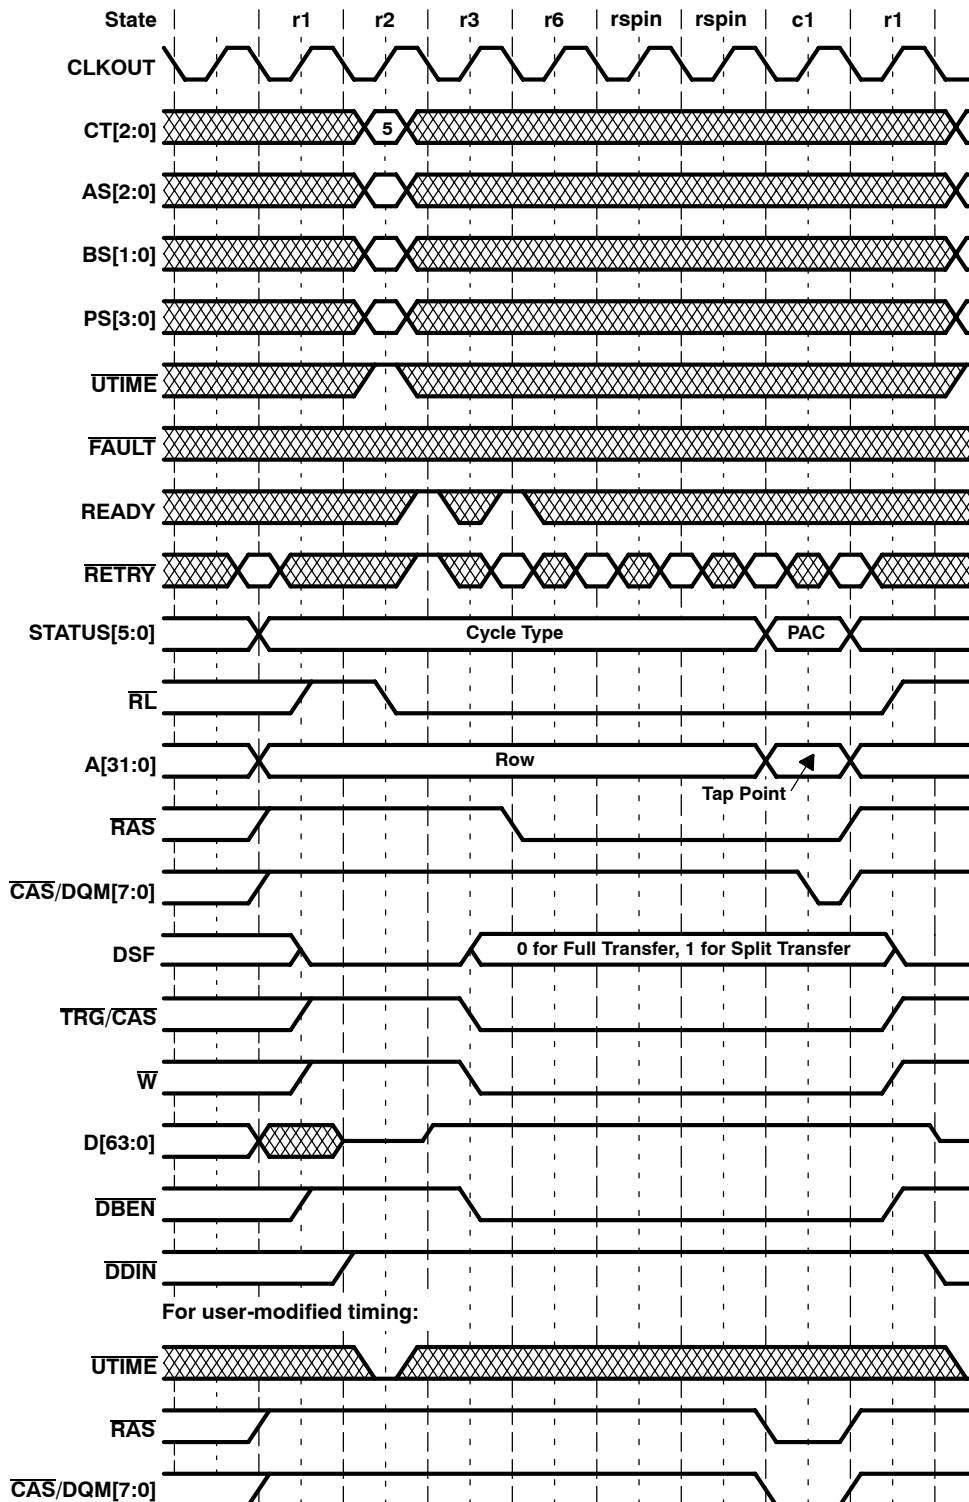 State r1 r2 r3 r6 rspin rspin c1 r1
CLKOUT
CT[2:0] 5
AS[2:0]
BS[1:0]
PS[3:0]
UTIME
FAULT
READY
RETRY
STATUS[5:0] Cycle Type PAC
RL
A[31:0] Row
Tap Point
RAS
CAS/DQM[7:0]
DSF 0 for Full Transfer, 1 for Split Transfer
TRG/CAS
W
D[63:0]
DBEN
DDIN
For user-modified timing:
UTIME
RAS
CAS/DQM[7:0]